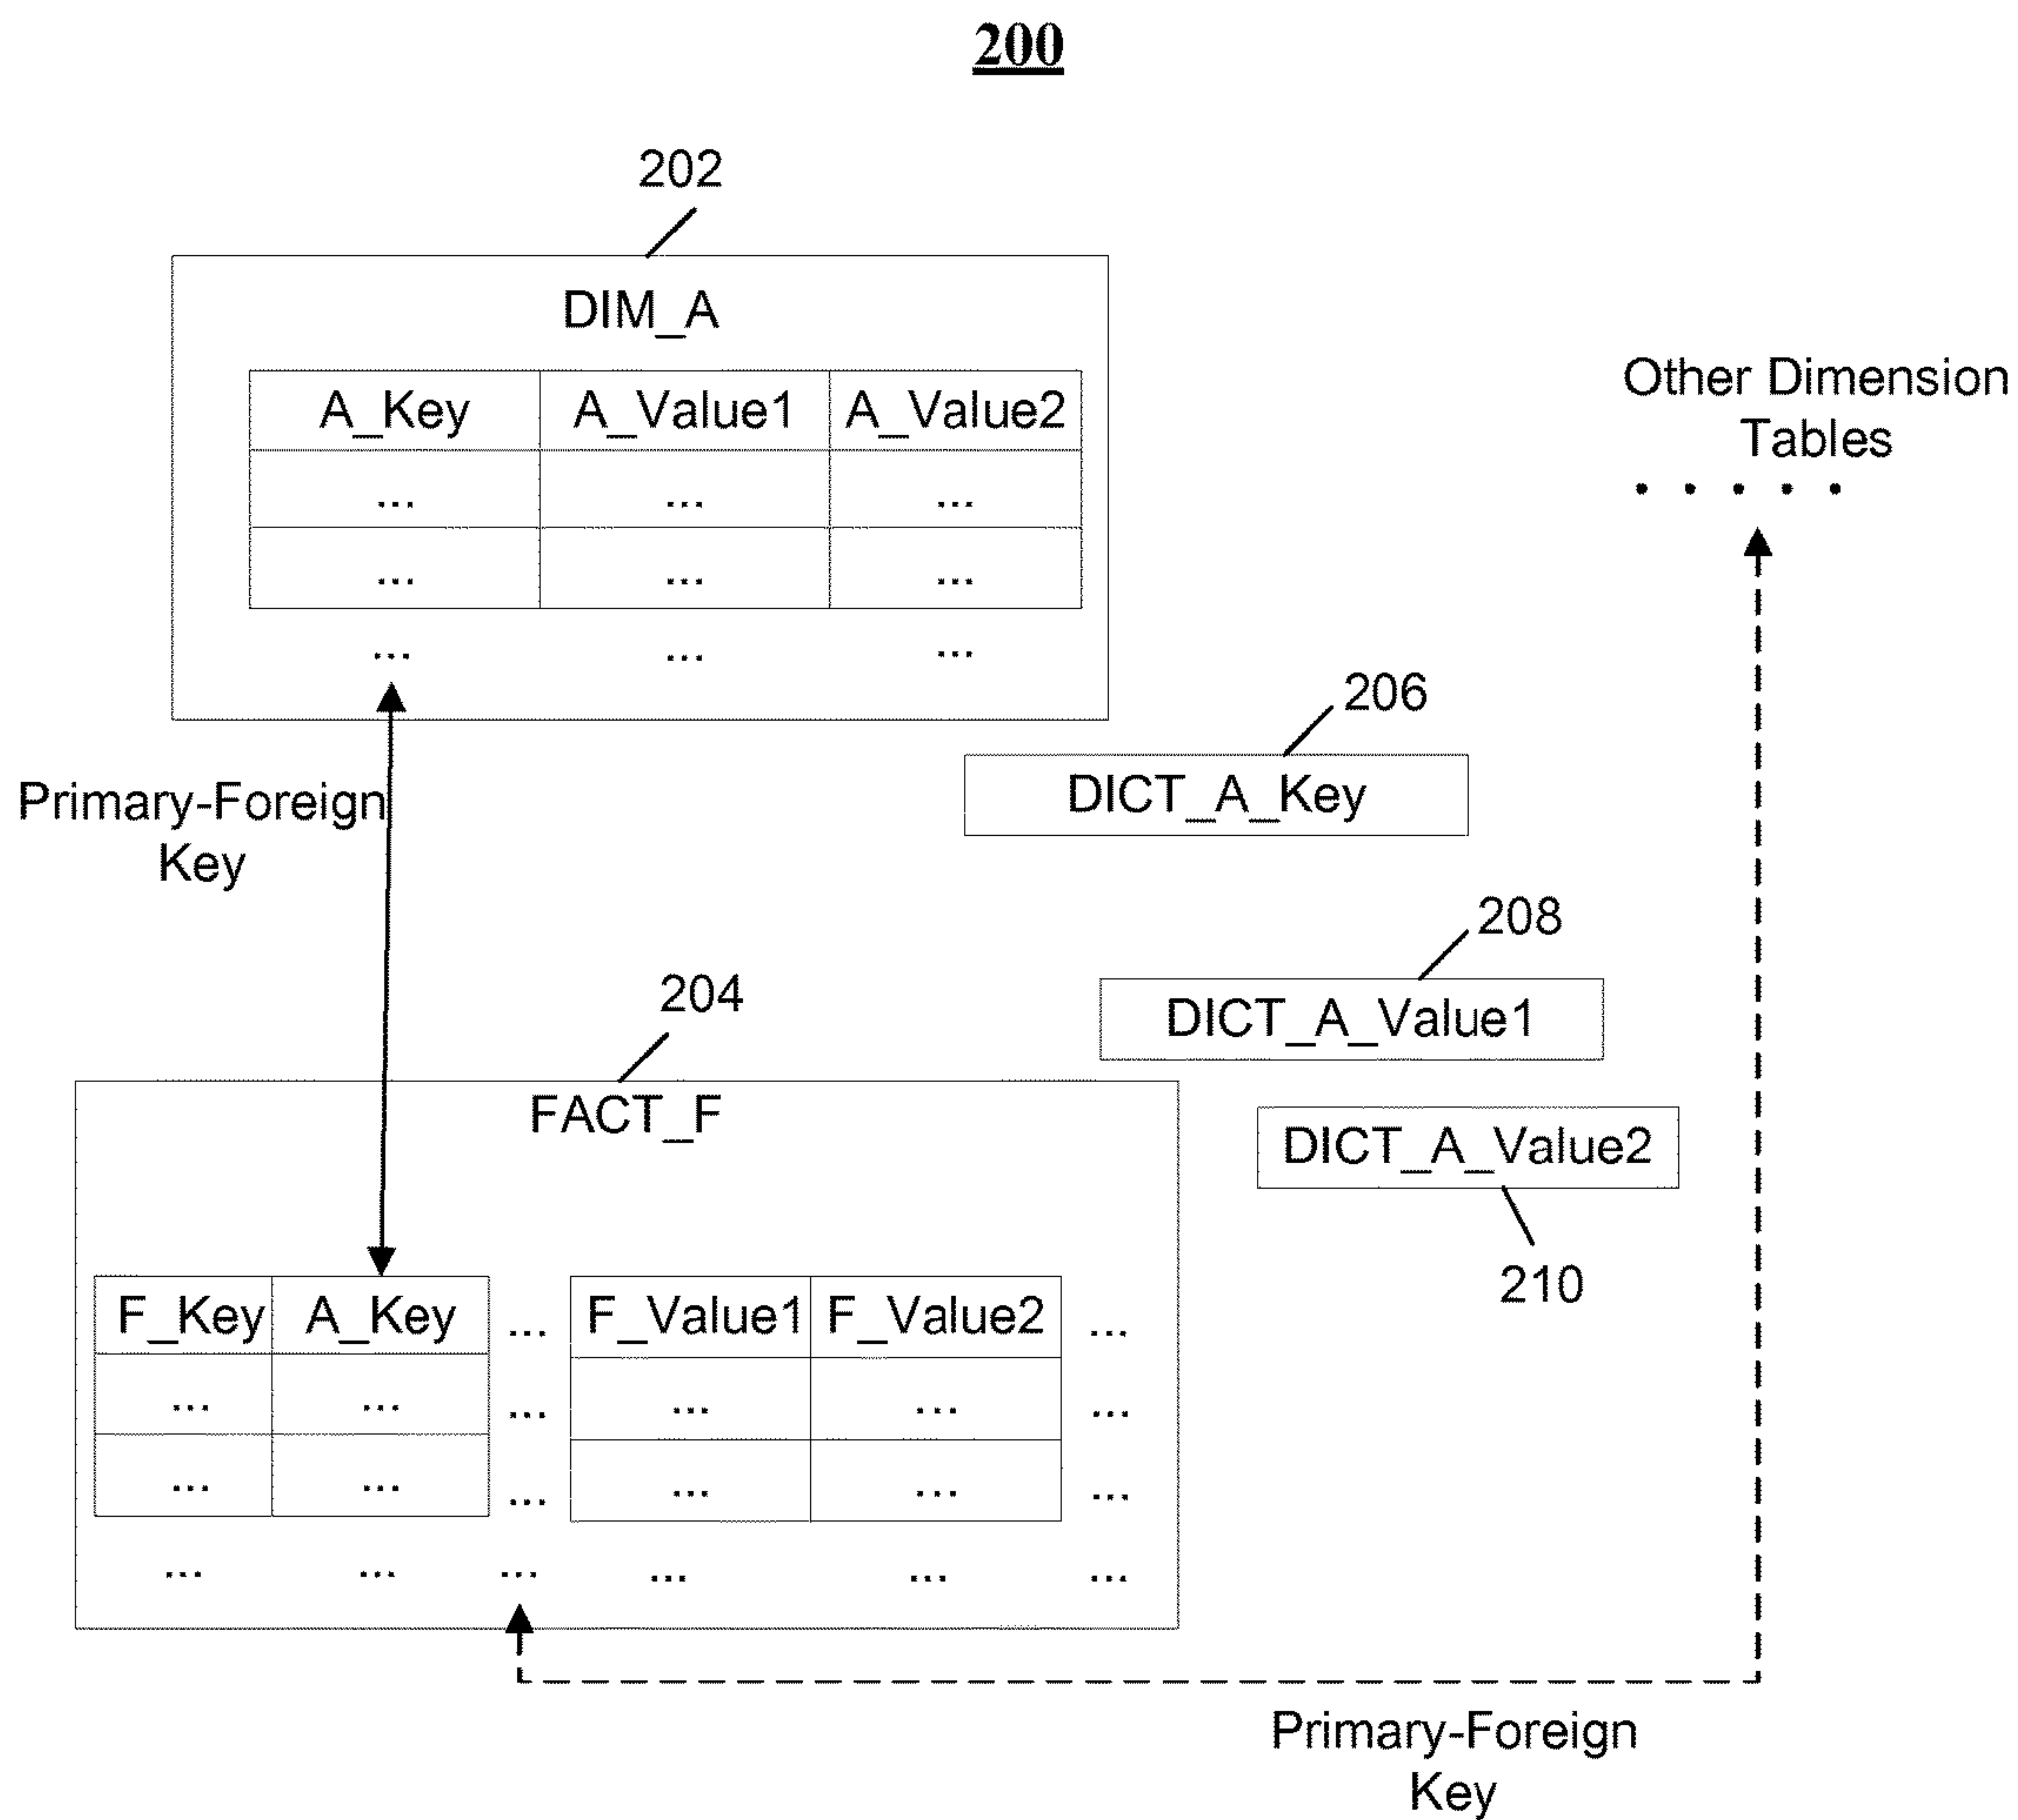 200
202
DIM_A
A_Key A_Value1 A_Value2
... ... ...
... ... ...
... ... ...
Other Dimension
Tables
.....
206
DICT_A_Key
Primary-Foreign
Key
208
DICT_A_Value1
204
FACT_F
DICT_A_Value2
210
F_Key A_Key ... F_Value1 F_Value2 ...
... ... ... ... ... ...
... ... ... ... ... ...
... ... ... ... ... ...
Primary-Foreign
Key